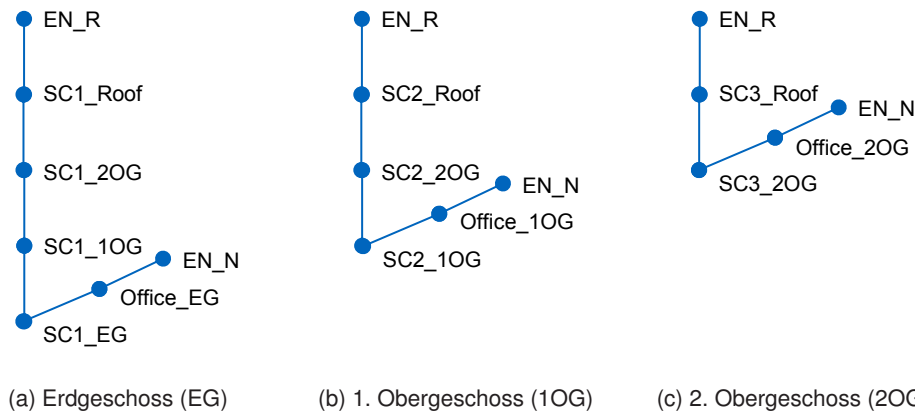 EN_R
SC1_Roof
SC1_2OG
SC1_1OG
EN_N
Office_EG
SC1_EG
(a) Erdgeschoss (EG)
EN_R
SC2_Roof
SC2_2OG
EN_N
Office_1OG
SC2_1OG
(b) 1. Obergeschoss (1OG)
EN_R
SC3_Roof
EN_N
Office_2OG
SC3_2OG
(c) 2. Obergeschoss (2OG